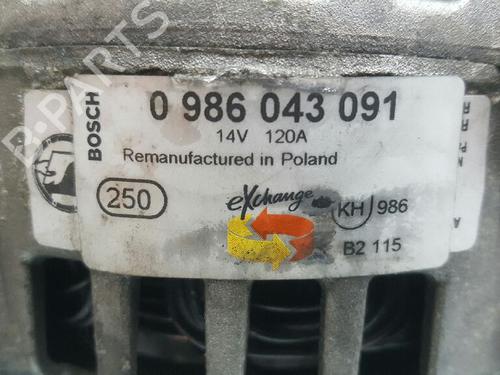 B-PARTS
BOSCH
0 986 043 091
14V 120A
Remanufactured in Poland
250
eXchange
KH 986
B2 115